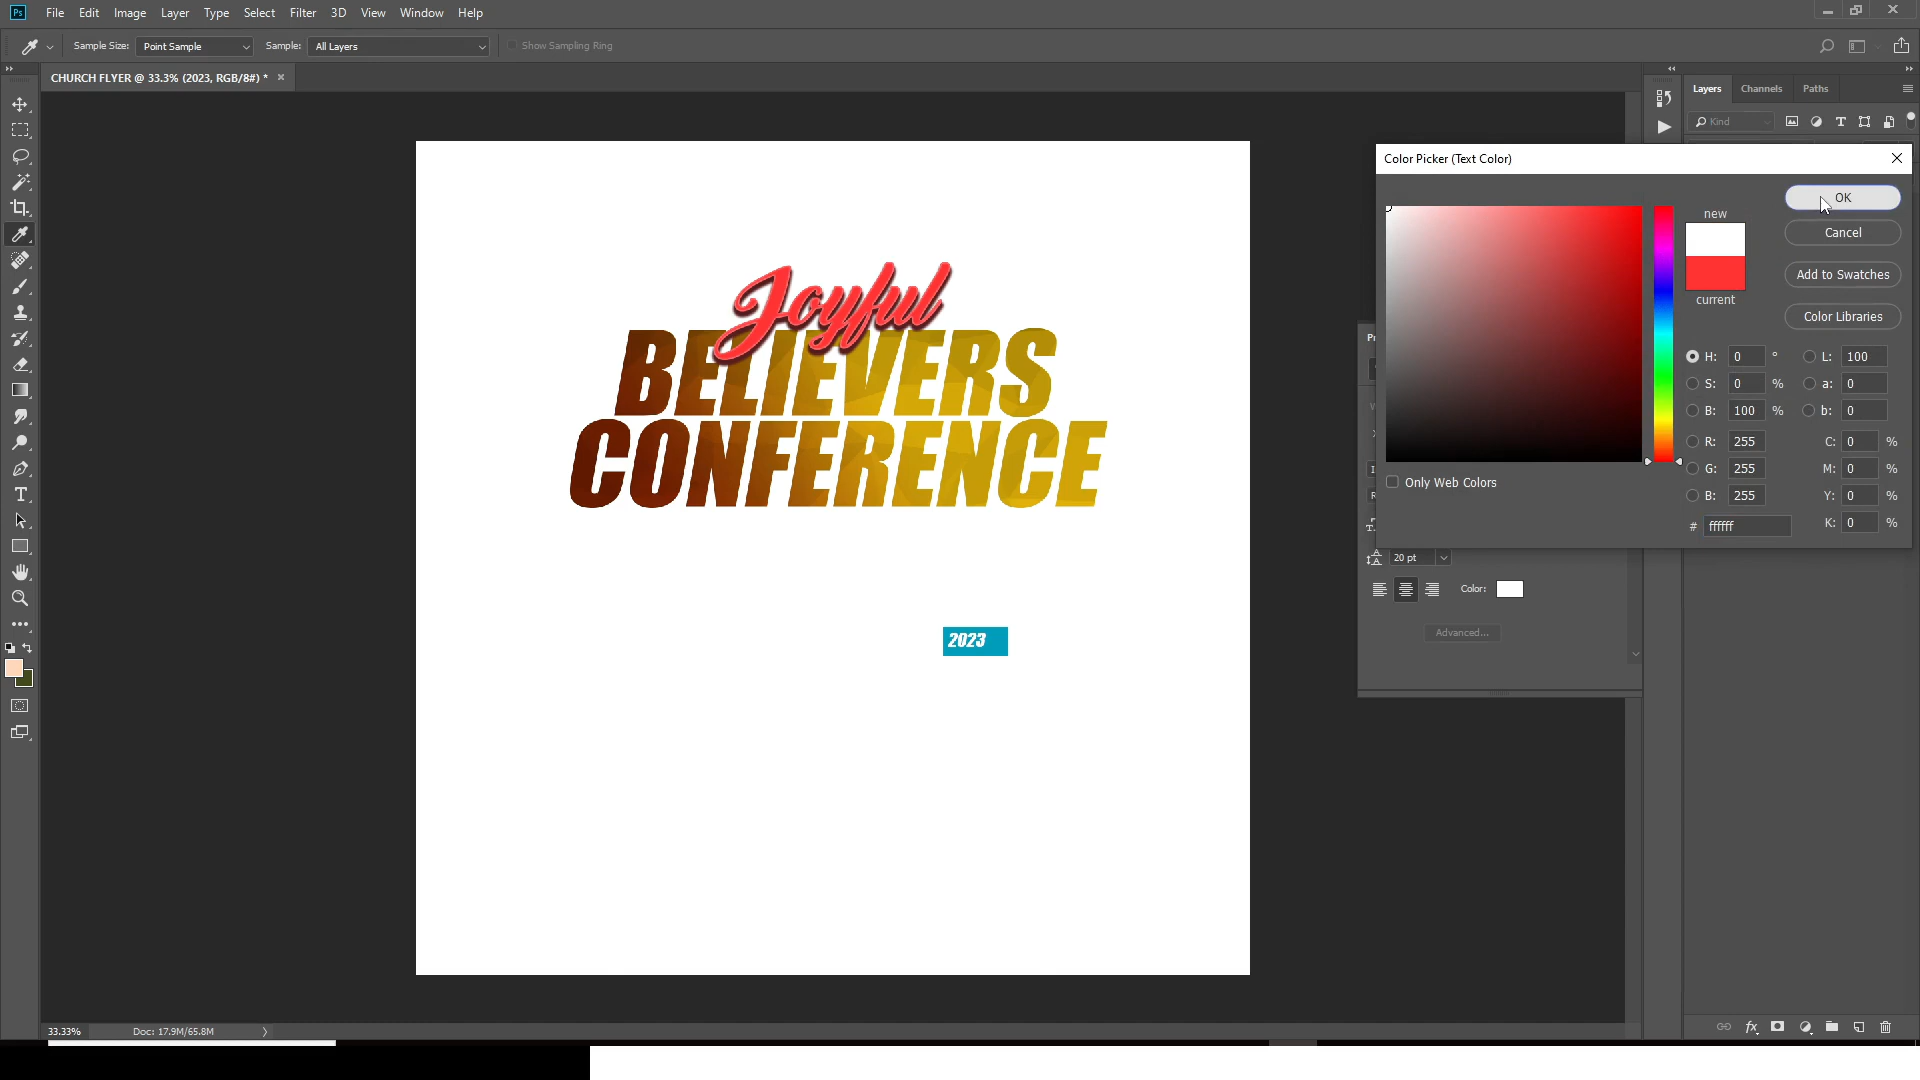 Ps File Edit Image Layer Type Select Filter 3D View Window Help
Sample Size: Point Sample Sample: All Layers Show Sampling Ring
CHURCH FLYER @ 33.3% (2023, RGB/8#) * ×
Layers Channels Paths
Kind
Color Picker (Text Color)
OK
Cancel
Add to Swatches
Color Libraries
new
current
H: 0 ° L: 100
S: 0 % a: 0
B: 100 % b: 0
R: 255 C: 0 %
G: 255 M: 0 %
B: 255 Y: 0 %
# ffffff K: 0 %
Only Web Colors
20 pt
Color:
Advanced...
Joyful
BELIEVERS
CONFERENCE
2023
33.33% Doc: 17.9M/65.8M